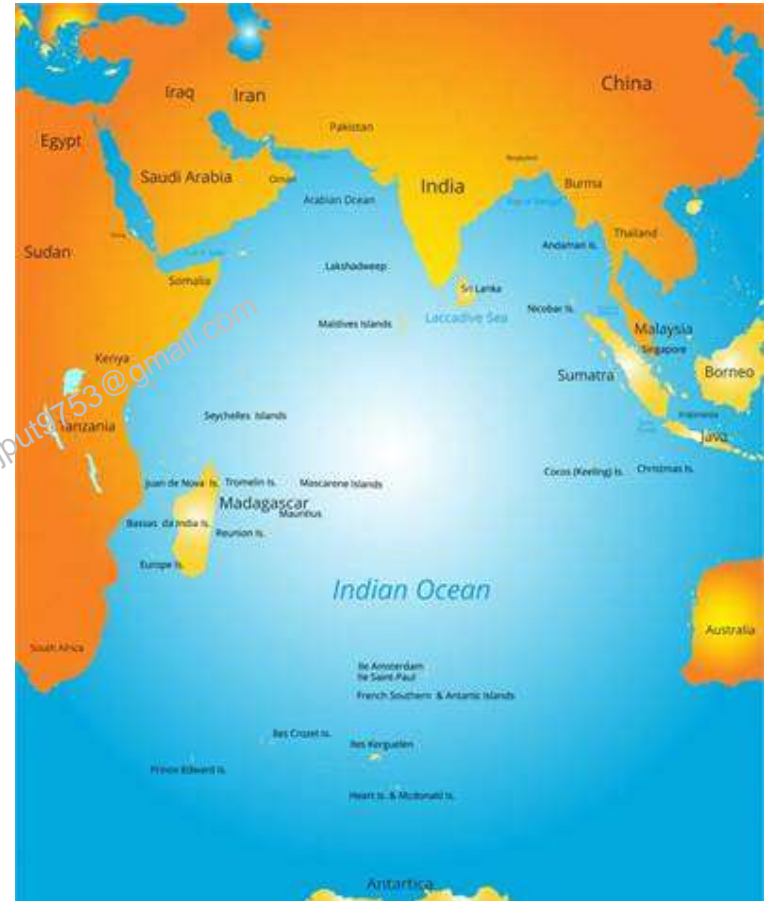 China
Iraq
Iran
Pakistan
Egypt
Saudi Arabia
Oman
India
Burma
Arabian Ocean
Thailand
Andaman Is.
Sudan
Lakshadweep
Somalia
Sri Lanka
Nicobar Is.
Maldives Islands
Laccadive Sea
Malaysia
Singapore
Kenya
Borneo
Sumatra
Seychelles Islands
Indonesia
Tanzania
Java
jput9753@gmail.com
Cocos (Keeling) Is.
Christmas Is.
Juan de Nova Is.
Tromelin Is.
Mascarene Islands
Madagascar
Mauritius
Bassas da India Is.
Reunion Is.
Europe Is.
Indian Ocean
Australia
South Africa
Ile Amsterdam
Ile Saint-Paul
French Southern & Antartic Islands
Iles Crozet Is.
Iles Kerguelen
Prince Edward Is.
Heart Is. & Mcdonald Is.
Antartica